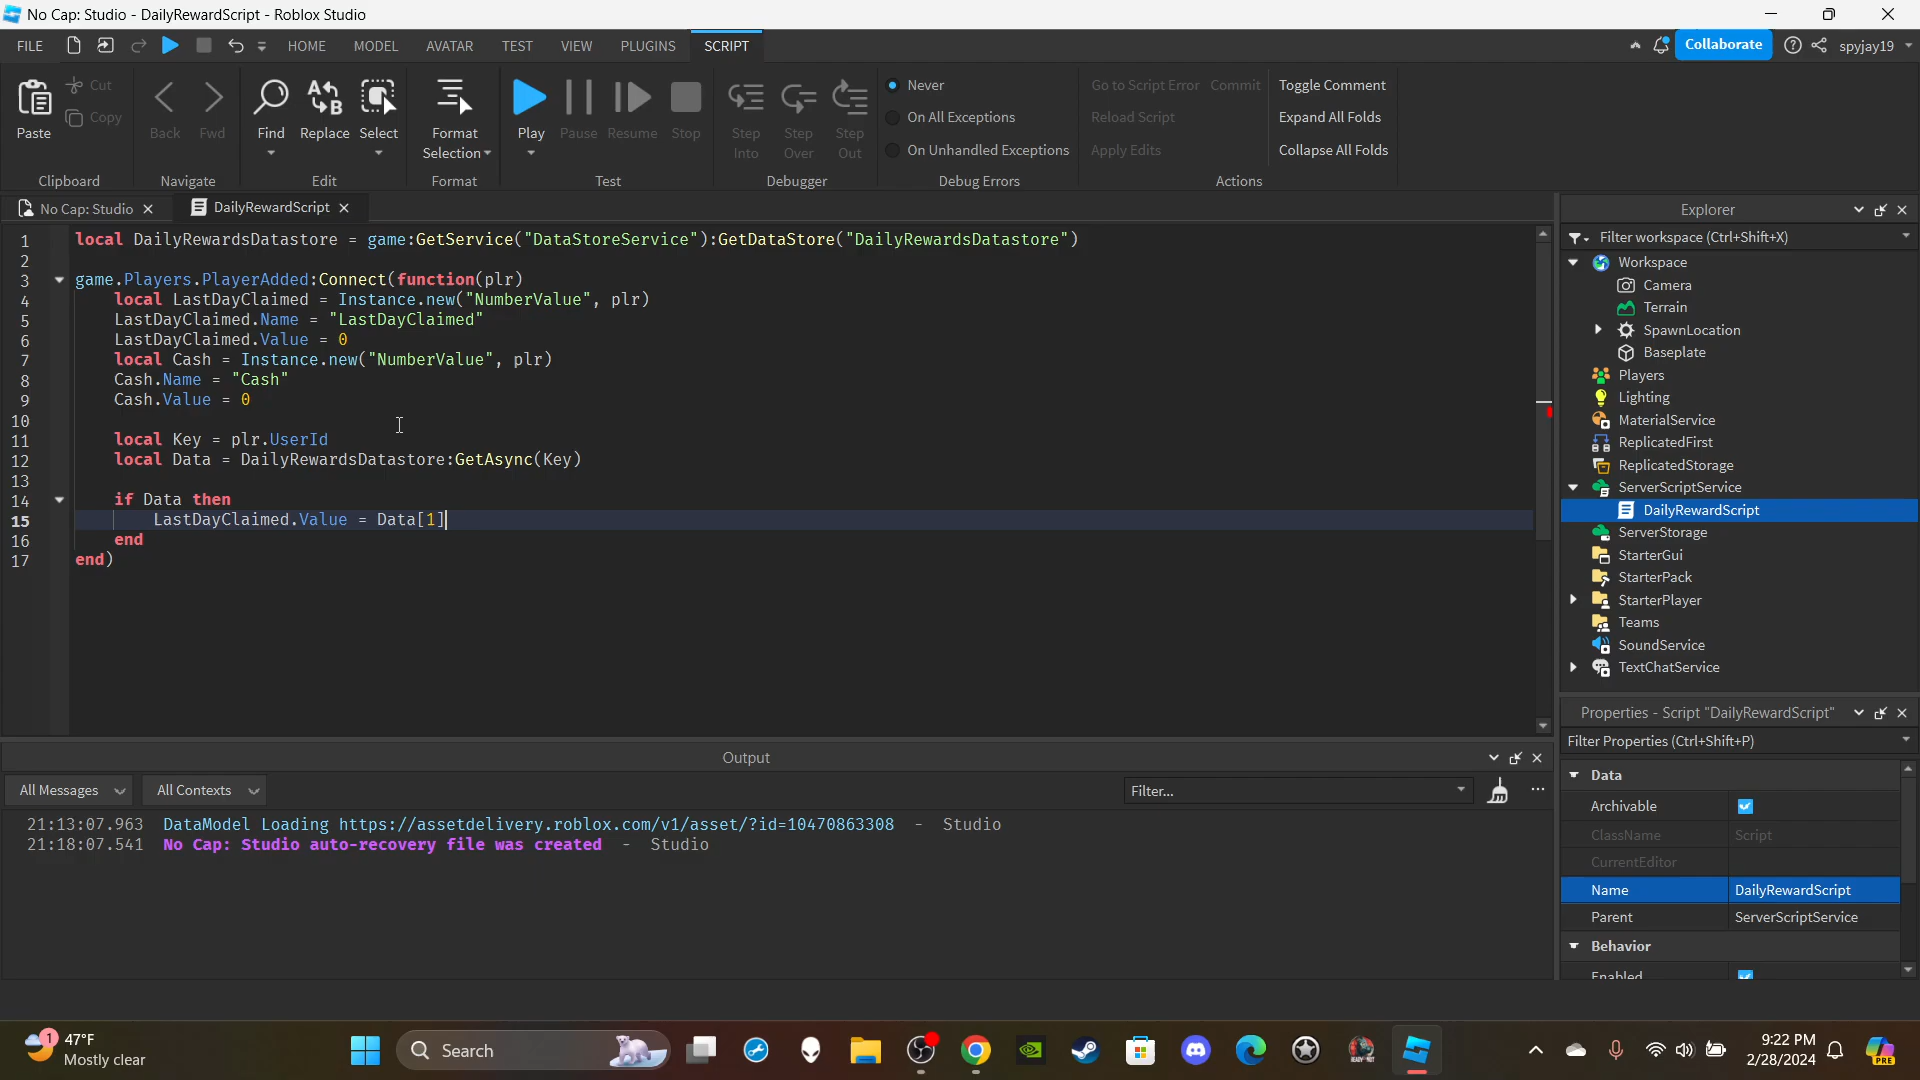 No Cap: Studio - DailyRewardScript - Roblox Studio
FILE HOME MODEL AVATAR TEST VIEW PLUGINS SCRIPT Collaborate spyjay19
Paste Cut Copy
Clipboard
Back Fwd
Navigate
Find Replace Select
Edit
Format Selection
Format
Play Pause Resume Stop
Test
Step Into Step Over Step Out
Debugger
Never
On All Exceptions
On Unhandled Exceptions
Debug Errors
Go to Script Error Commit
Reload Script
Apply Edits
Toggle Comment
Expand All Folds
Collapse All Folds
Actions
No Cap: Studio DailyRewardScript
1 local DailyRewardsDatastore = game:GetService("DataStoreService"):GetDataStore("DailyRewardsDatastore")
2
3 game.Players.PlayerAdded:Connect(function(plr)
4 local LastDayClaimed = Instance.new("NumberValue", plr)
5 LastDayClaimed.Name = "LastDayClaimed"
6 LastDayClaimed.Value = 0
7 local Cash = Instance.new("NumberValue", plr)
8 Cash.Name = "Cash"
9 Cash.Value = 0
10
11 local Key = plr.UserId
12 local Data = DailyRewardsDatastore:GetAsync(Key)
13
14 if Data then
15 LastDayClaimed.Value = Data[1]
16 end
17 end)
Explorer
Filter workspace (Ctrl+Shift+X)
Workspace
Camera
Terrain
SpawnLocation
Baseplate
Players
Lighting
MaterialService
ReplicatedFirst
ReplicatedStorage
ServerScriptService
DailyRewardScript
ServerStorage
StarterGui
StarterPack
StarterPlayer
Teams
SoundService
TextChatService
Properties - Script "DailyRewardScript"
Filter Properties (Ctrl+Shift+P)
Data
Archivable
ClassName Script
CurrentEditor
Name DailyRewardScript
Parent ServerScriptService
Behavior
Enabled
Output
All Messages All Contexts Filter...
21:13:07.963 DataModel Loading https://assetdelivery.roblox.com/v1/asset/?id=10470863308 - Studio
21:18:07.541 No Cap: Studio auto-recovery file was created - Studio
1 47°F
Mostly clear
Search
READY OR NOT
9:22 PM
2/28/2024
PRE